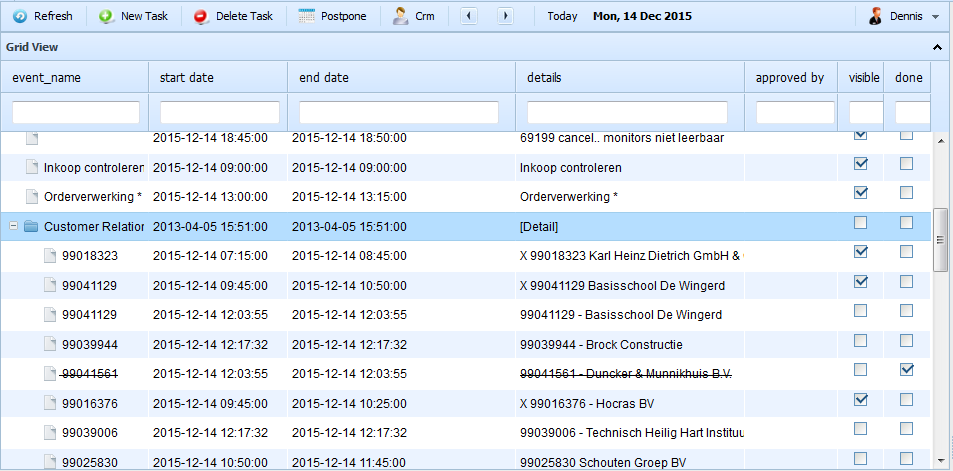 Refresh New Task Delete Task Postpone Crm Today Mon, 14 Dec 2015 Dennis
Grid View
event_name start date end date details approved by visible done
2015-12-14 18:45:00 2015-12-14 18:50:00 69199 cancel.. monitors niet leerbaar
Inkoop controleren 2015-12-14 09:00:00 2015-12-14 09:00:00 Inkoop controleren
Orderverwerking * 2015-12-14 13:00:00 2015-12-14 13:15:00 Orderverwerking *
Customer Relation 2013-04-05 15:51:00 2013-04-05 15:51:00 [Detail]
99018323 2015-12-14 07:15:00 2015-12-14 08:45:00 X 99018323 Karl Heinz Dietrich GmbH &
99041129 2015-12-14 09:45:00 2015-12-14 10:50:00 X 99041129 Basisschool De Wingerd
99041129 2015-12-14 12:03:55 2015-12-14 12:03:55 99041129 - Basisschool De Wingerd
99039944 2015-12-14 12:17:32 2015-12-14 12:17:32 99039944 - Brock Constructie
99041561 2015-12-14 12:03:55 2015-12-14 12:03:55 99041561 - Duncker & Munnikhuis B.V.
99016376 2015-12-14 09:45:00 2015-12-14 10:25:00 X 99016376 - Hocras BV
99039006 2015-12-14 12:17:32 2015-12-14 12:17:32 99039006 - Technisch Heilig Hart Instituu
99025830 2015-12-14 10:50:00 2015-12-14 11:45:00 99025830 Schouten Groep BV